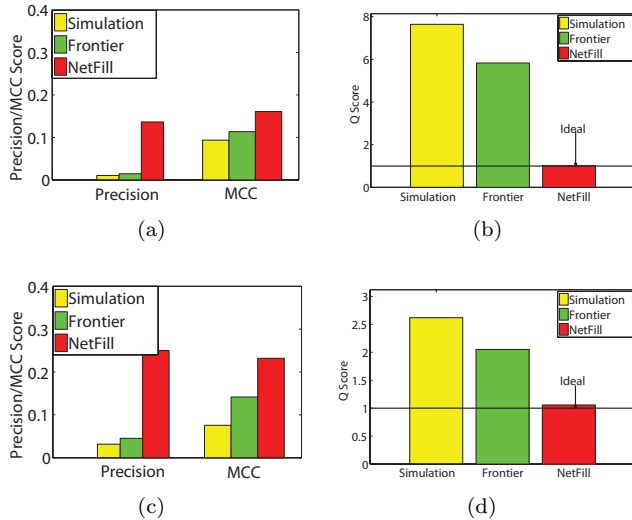 0.4
0.3
0.2
0.1
0
Precision/MCC Score
Simulation
Frontier
NetFill
Precision
MCC
(a)
8
6
4
2
0
Q Score
Simulation
Frontier
NetFill
Ideal
Simulation
Frontier
NetFill
(b)
0.4
0.3
0.2
0.1
0
Precision/MCC Score
Simulation
Frontier
NetFill
Precision
MCC
(c)
3
2.5
2
1.5
1
0.5
0
Q Score
Simulation
Frontier
NetFill
Ideal
Simulation
Frontier
NetFill
(d)